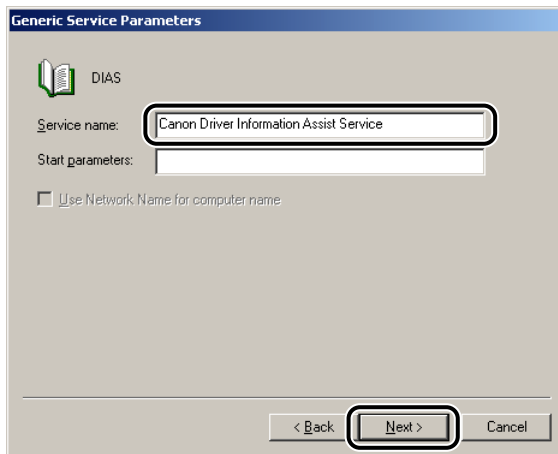 Generic Service Parameters
DIAS
Service name: Canon Driver Information Assist Service
Start parameters:
Use Network Name for computer name
< Back Next > Cancel